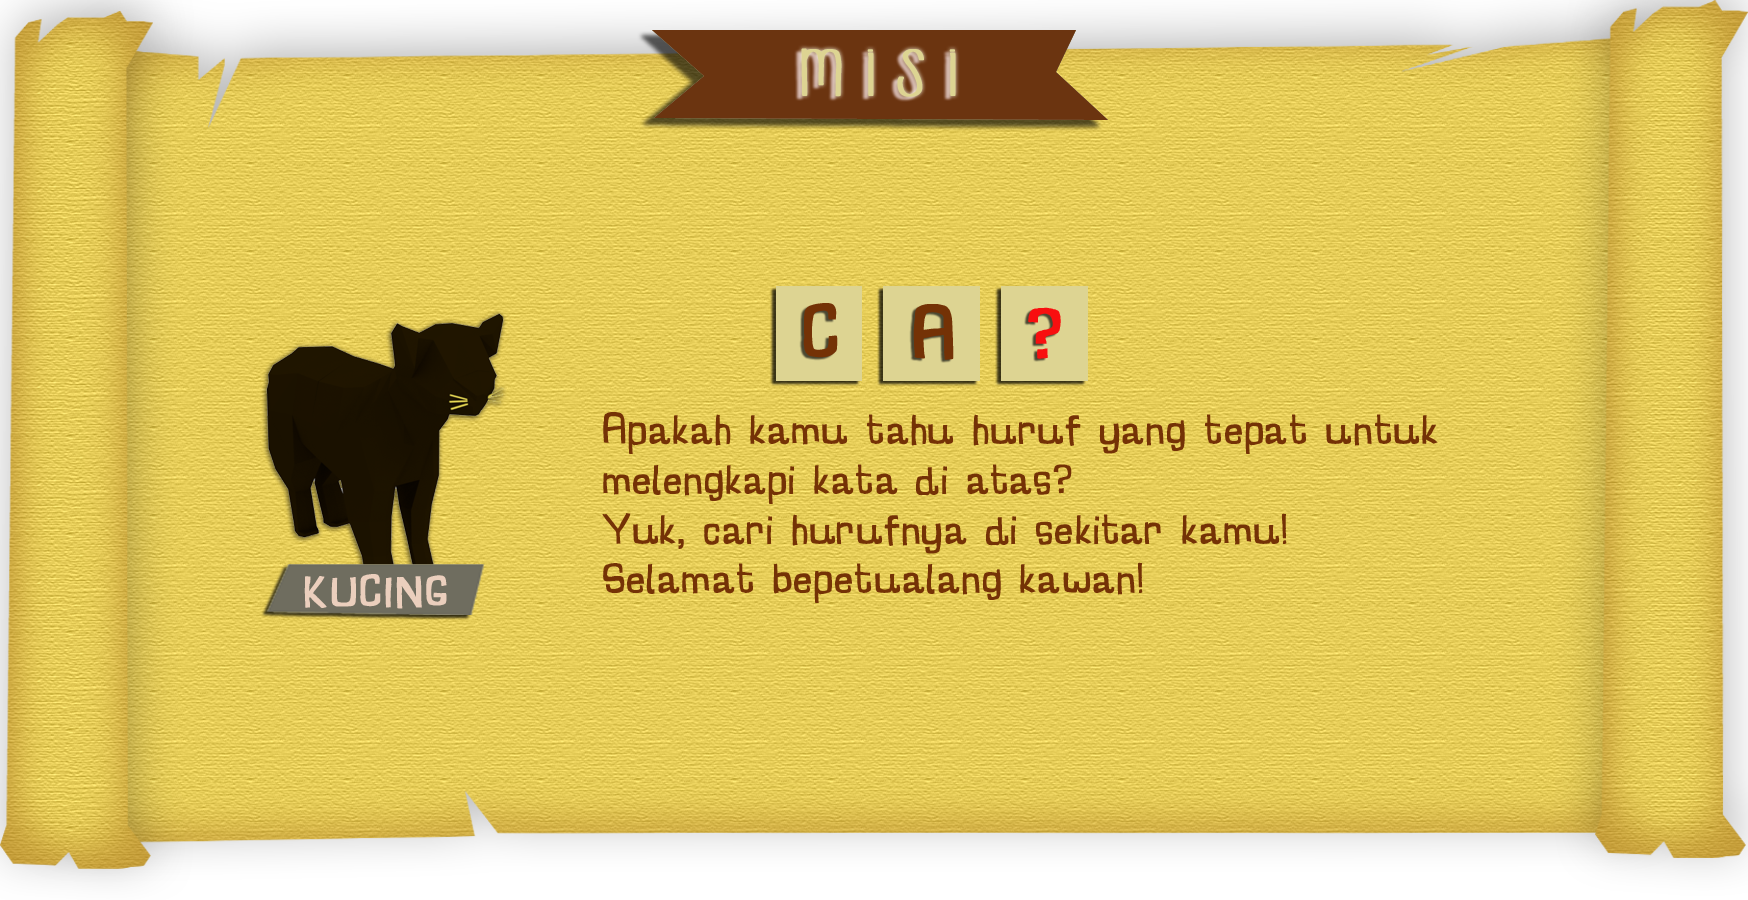 MISI
C A ?
Apakah kamu tahu huruf yang tepat untuk
melengkapi kata di atas?
Yuk, cari hurufnya di sekitar kamu!
Selamat bepetualang kawan!
KUCING